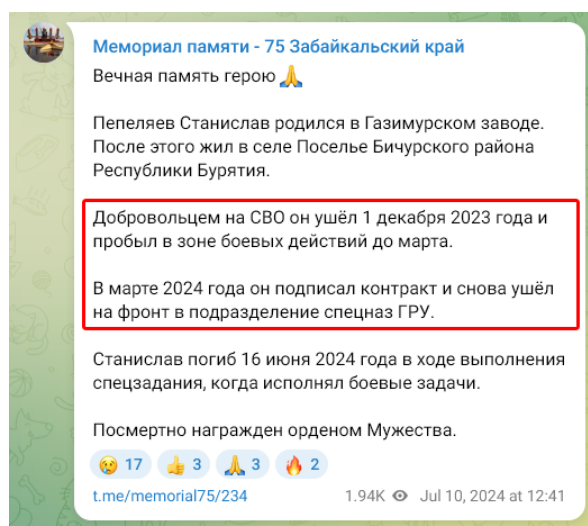 Мемориал памяти - 75 Забайкальский край
Вечная память герою 🙏
Пепеляев Станислав родился в Газимурском заводе.
После этого жил в селе Поселье Бичурского района
Республики Бурятия.
Добровольцем на СВО он ушёл 1 декабря 2023 года и
пробыл в зоне боевых действий до марта.
В марте 2024 года он подписал контракт и снова ушёл
на фронт в подразделение спецназ ГРУ.
Станислав погиб 16 июня 2024 года в ходе выполнения
спецзадания, когда исполнял боевые задачи.
Посмертно награжден орденом Мужества.
😢 17 👍 3 🙏 3 🔥 2
t.me/memorial75/234 1.94K Jul 10, 2024 at 12:41